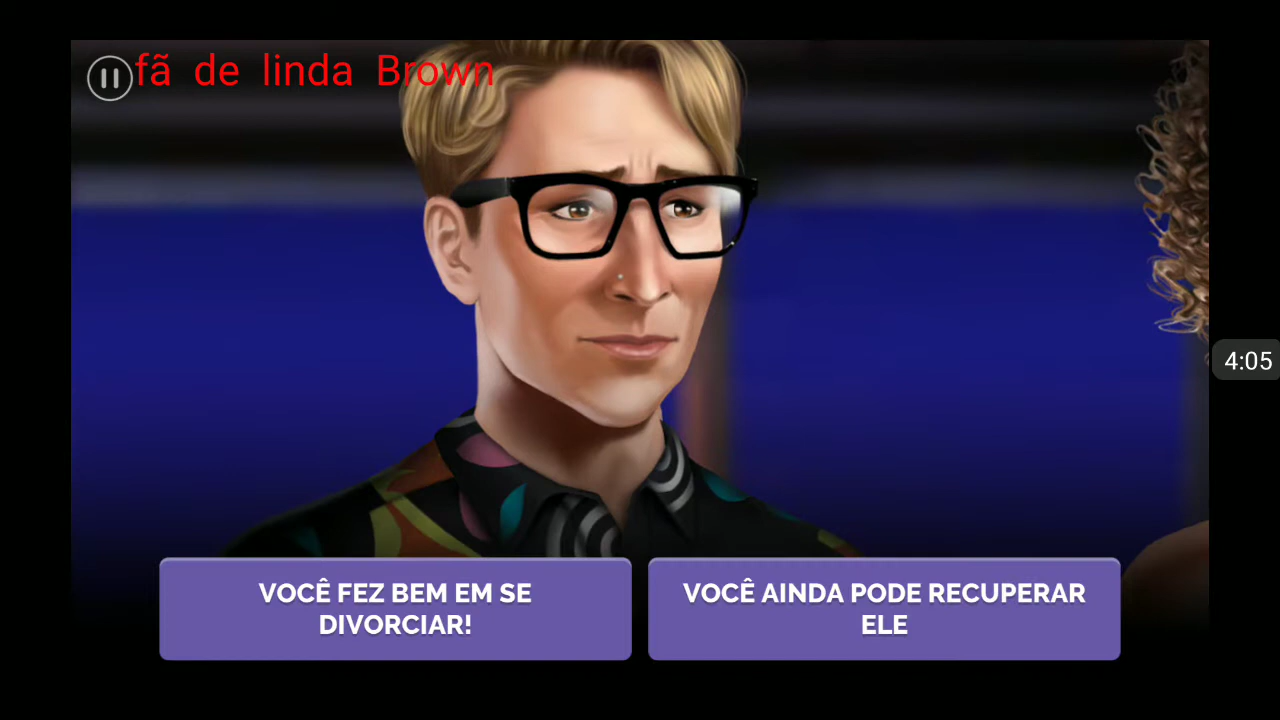 fã de linda Brown
4:05
VOCÊ FEZ BEM EM SE
DIVORCIAR!
VOCÊ AINDA PODE RECUPERAR
ELE